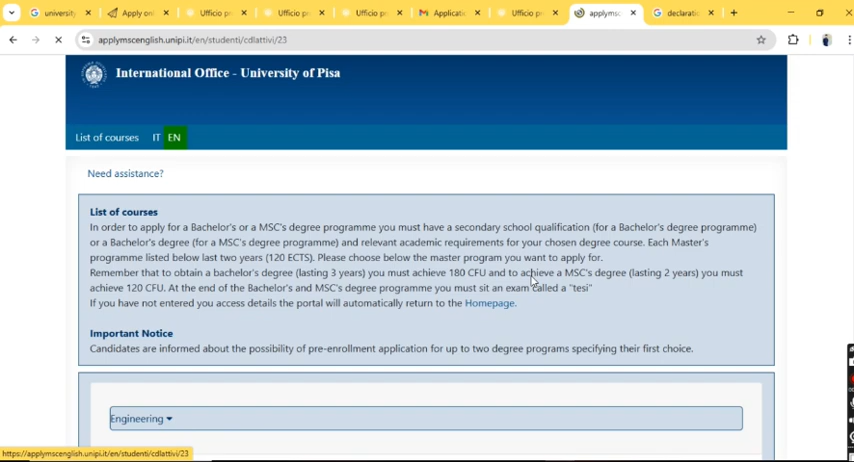 university
Apply on
Ufficio pr
Ufficio pr
Ufficio pr
Applicatio
Ufficio pr
applymsc
declaratio
applymscenglish.unipi.it/en/studenti/cdlattivi/23
International Office - University of Pisa
List of courses IT EN
Need assistance?
List of courses
In order to apply for a Bachelor's or a MSC's degree programme you must have a secondary school qualification (for a Bachelor's degree programme)
or a Bachelor's degree (for a MSC's degree programme) and relevant academic requirements for your chosen degree course. Each Master's
programme listed below last two years (120 ECTS). Please choose below the master program you want to apply for.
Remember that to obtain a bachelor's degree (lasting 3 years) you must achieve 180 CFU and to achieve a MSC's degree (lasting 2 years) you must
achieve 120 CFU. At the end of the Bachelor's and MSC's degree programme you must sit an exam called a "tesi"
If you have not entered you access details the portal will automatically return to the Homepage.
Important Notice
Candidates are informed about the possibility of pre-enrollment application for up to two degree programs specifying their first choice.
Engineering
https://applymscenglish.unipi.it/en/studenti/cdlattivi/23